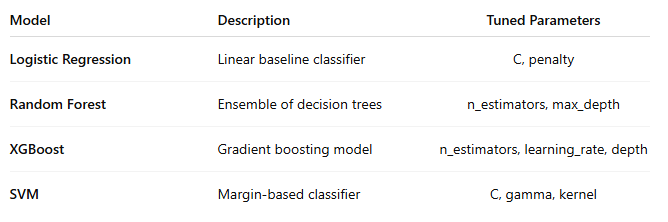 Model Description Tuned Parameters
Logistic Regression Linear baseline classifier C, penalty
Random Forest Ensemble of decision trees n_estimators, max_depth
XGBoost Gradient boosting model n_estimators, learning_rate, depth
SVM Margin-based classifier C, gamma, kernel